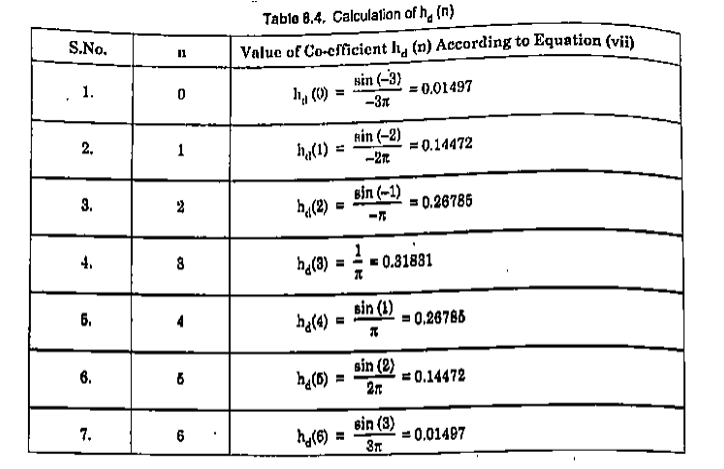 Table 8.4. Calculation of h_d (n)
S.No. n Value of Co-efficient h_d (n) According to Equation (vii)
1. 0 h_d (0) = sin (−3) / −3π = 0.01497
2. 1 h_d(1) = sin (−2) / −2π = 0.14472
3. 2 h_d(2) = sin (−1) / −π = 0.26785
4. 3 h_d(3) = 1 / π = 0.31831
5. 4 h_d(4) = sin (1) / π = 0.26785
6. 5 h_d(5) = sin (2) / 2π = 0.14472
7. 6 h_d(6) = sin (3) / 3π = 0.01497